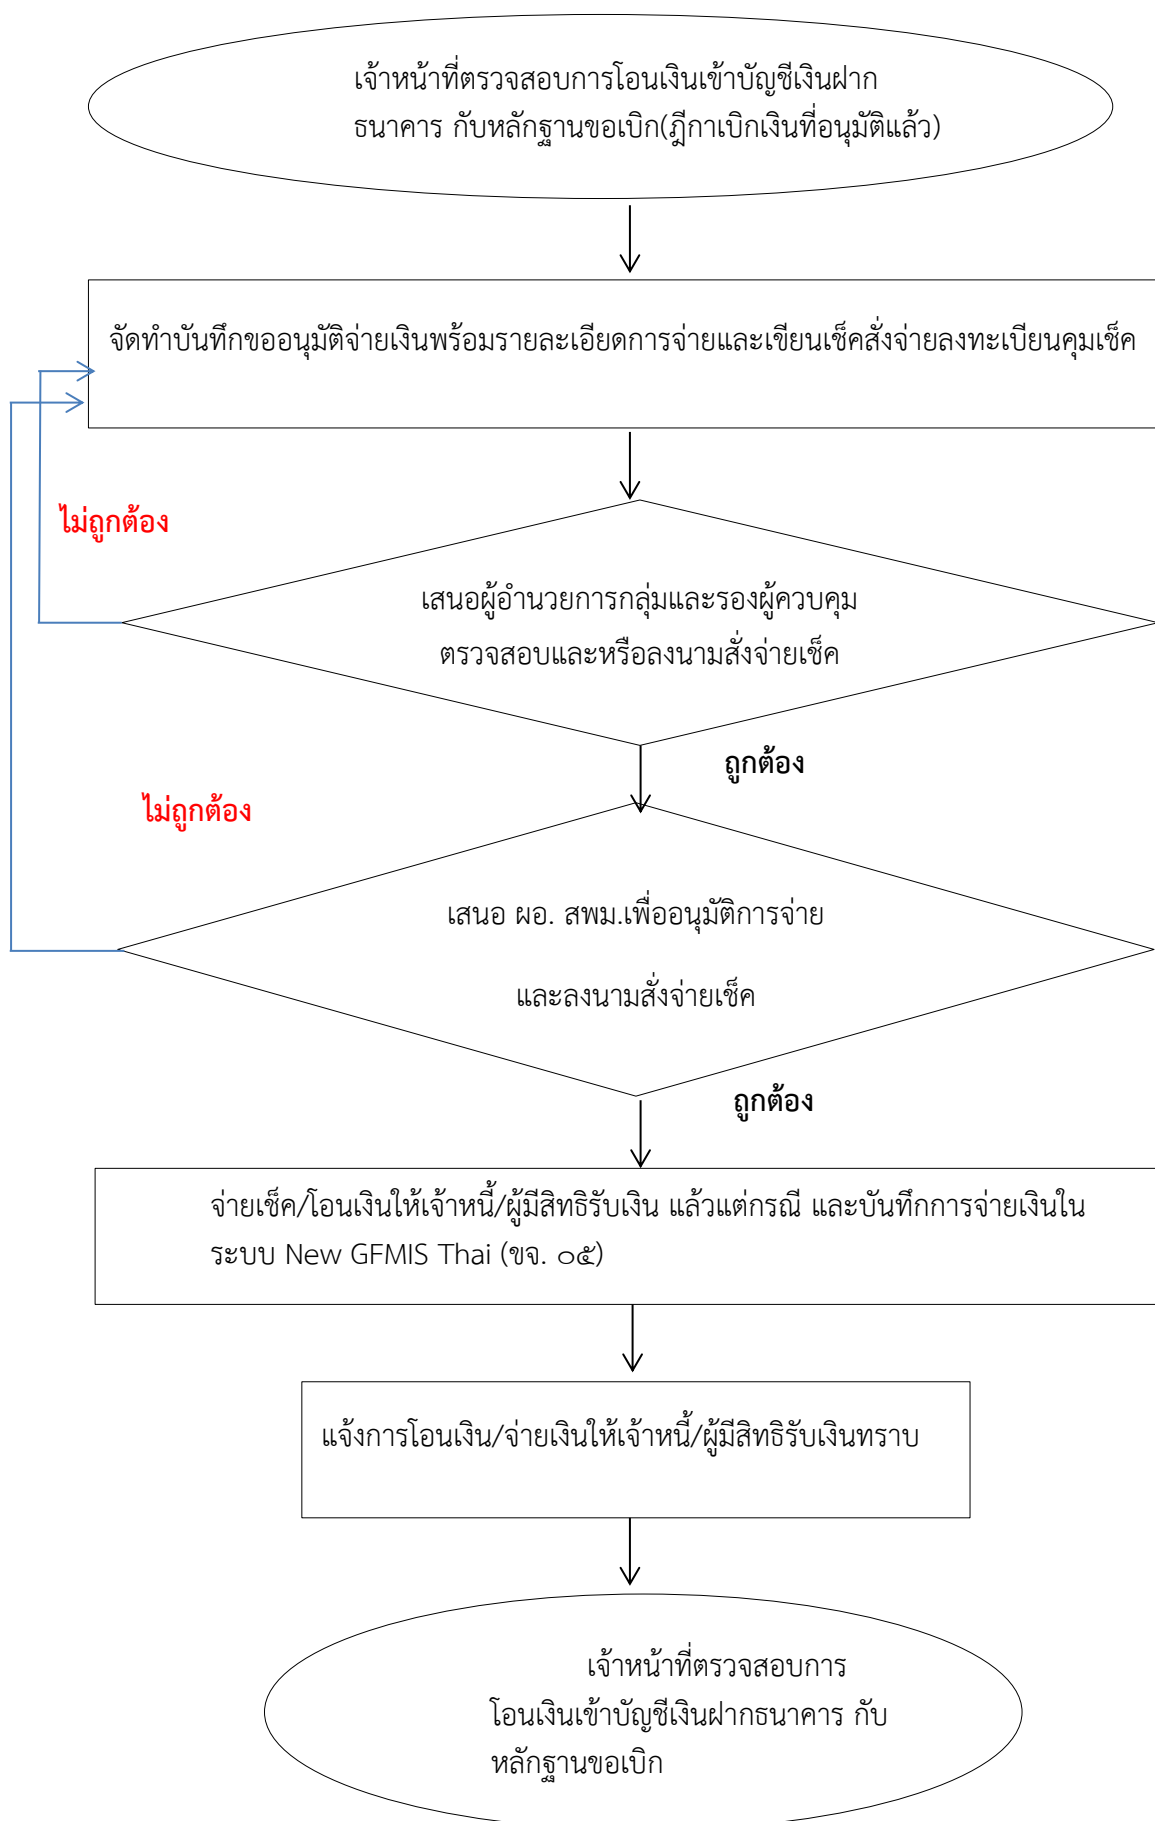 เจ้าหน้าที่ตรวจสอบการโอนเงินเข้าบัญชีเงินฝาก
ธนาคาร กับหลักฐานขอเบิก(ฎีกาเบิกเงินที่อนุมัติแล้ว)
จัดทำบันทึกขออนุมัติจ่ายเงินพร้อมรายละเอียดการจ่ายและเขียนเช็คสั่งจ่ายลงทะเบียนคุมเช็ค
ไม่ถูกต้อง
เสนอผู้อำนวยการกลุ่มและรองผู้ควบคุม
ตรวจสอบและหรือลงนามสั่งจ่ายเช็ค
ถูกต้อง
ไม่ถูกต้อง
เสนอ ผอ. สพม.เพื่ออนุมัติการจ่าย
และลงนามสั่งจ่ายเช็ค
ถูกต้อง
จ่ายเช็ค/โอนเงินให้เจ้าหนี้/ผู้มีสิทธิรับเงิน แล้วแต่กรณี และบันทึกการจ่ายเงินใน
ระบบ New GFMIS Thai (ขจ. ๐๕)
แจ้งการโอนเงิน/จ่ายเงินให้เจ้าหนี้/ผู้มีสิทธิรับเงินทราบ
เจ้าหน้าที่ตรวจสอบการ
โอนเงินเข้าบัญชีเงินฝากธนาคาร กับ
หลักฐานขอเบิก